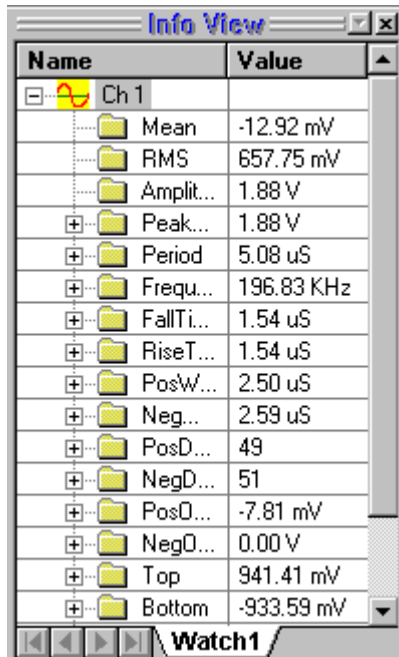 Info View
Name Value
Ch 1
Mean -12.92 mV
RMS 657.75 mV
Amplit... 1.88 V
Peak... 1.88 V
Period 5.08 uS
Frequ... 196.83 KHz
FallTi... 1.54 uS
RiseT... 1.54 uS
PosW... 2.50 uS
Neg... 2.59 uS
PosD... 49
NegD... 51
PosO... -7.81 mV
NegO... 0.00 V
Top 941.41 mV
Bottom -933.59 mV
Watch1